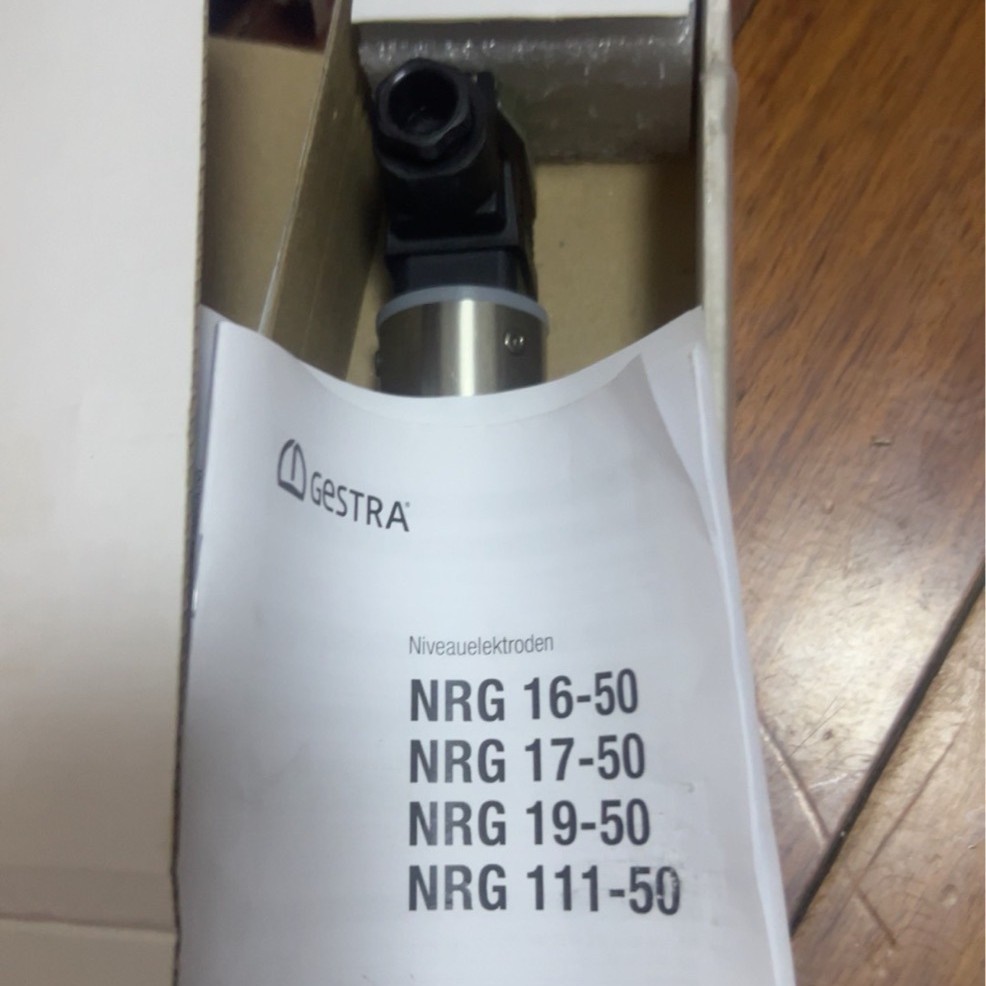 GESTRA®
Niveauelektroden
NRG 16-50
NRG 17-50
NRG 19-50
NRG 111-50